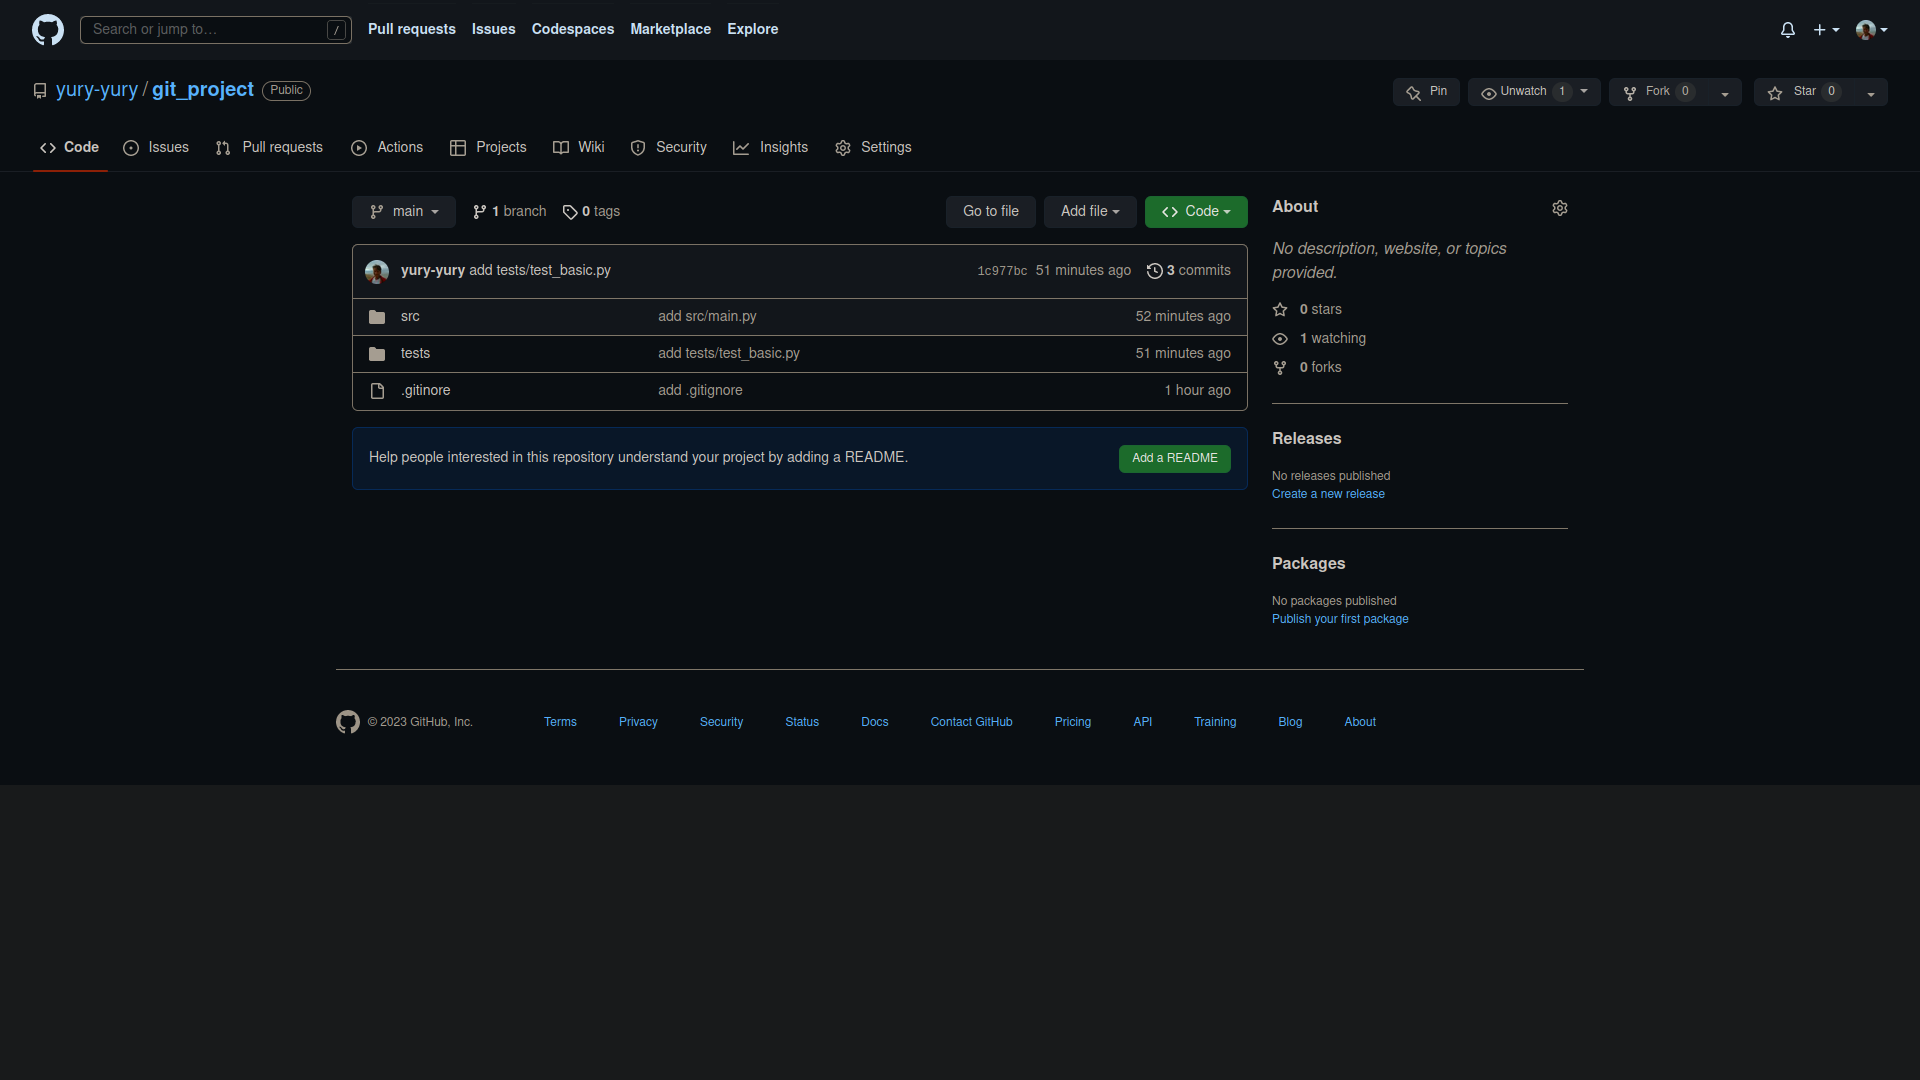 Search or jump to… /
Pull requests Issues Codespaces Marketplace Explore
yury-yury / git_project Public
Pin Unwatch 1 Fork 0 Star 0
Code Issues Pull requests Actions Projects Wiki Security Insights Settings
main 1 branch 0 tags Go to file Add file Code
yury-yury add tests/test_basic.py 1c977bc 51 minutes ago 3 commits
src add src/main.py 52 minutes ago
tests add tests/test_basic.py 51 minutes ago
.gitinore add .gitignore 1 hour ago
Help people interested in this repository understand your project by adding a README. Add a README
About
No description, website, or topics
provided.
0 stars
1 watching
0 forks
Releases
No releases published
Create a new release
Packages
No packages published
Publish your first package
© 2023 GitHub, Inc. Terms Privacy Security Status Docs Contact GitHub Pricing API Training Blog About